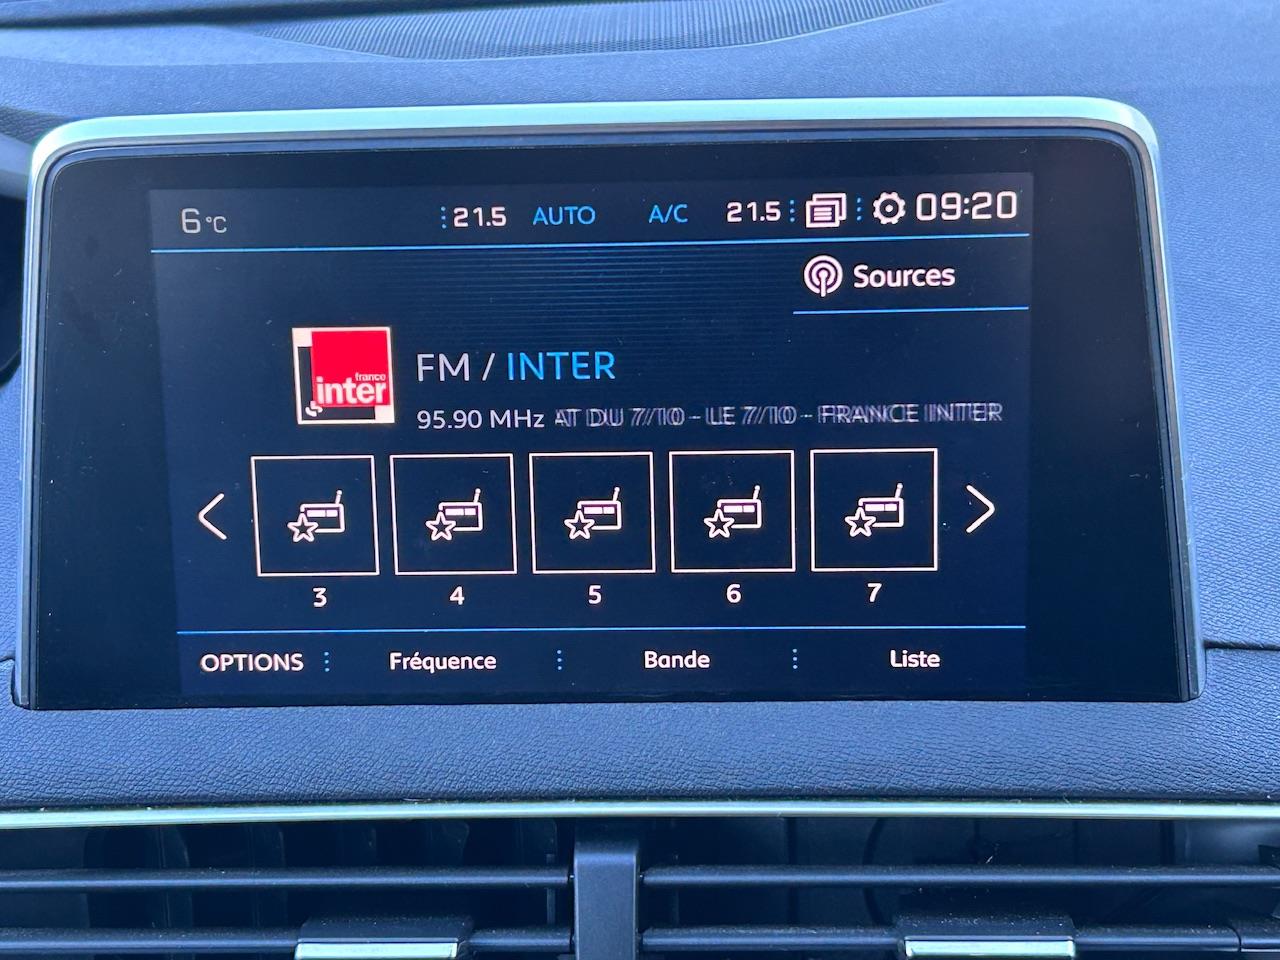 6°C 21.5 AUTO A/C 21.5 09:20
Sources
france
inter
FM / INTER
95.90 MHz AT DU 7/10 - LE 7/10 - FRANCE INTER
3 4 5 6 7
OPTIONS Fréquence Bande Liste